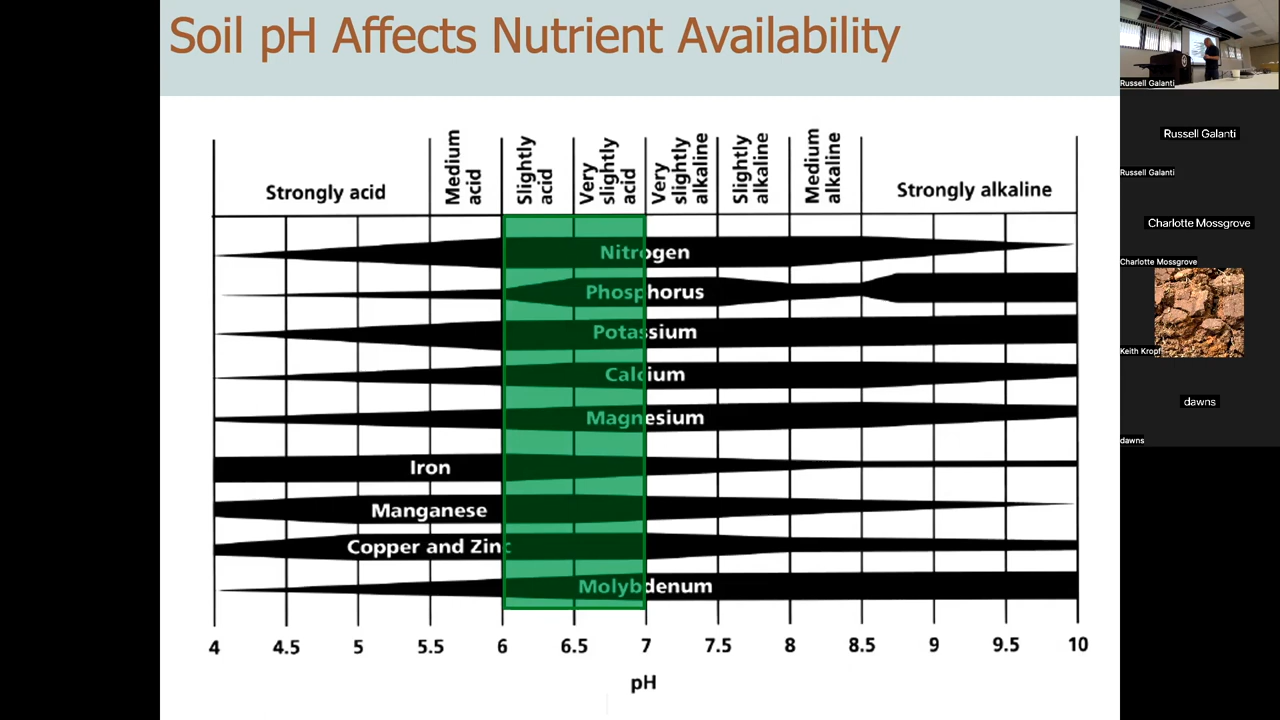 Soil pH Affects Nutrient Availability
Strongly acid
Medium
acid
Slightly
acid
Very
slightly
acid
Very
slightly
alkaline
Slightly
alkaline
Medium
alkaline
Strongly alkaline
Nitrogen
Phosphorus
Potassium
Calcium
Magnesium
Iron
Manganese
Copper and Zinc
Molybdenum
4 4.5 5 5.5 6 6.5 7 7.5 8 8.5 9 9.5 10
pH
Russell Galanti
Russell Galanti
Russell Galanti
Charlotte Mossgrove
Charlotte Mossgrove
Keith Kropf
dawns
dawns